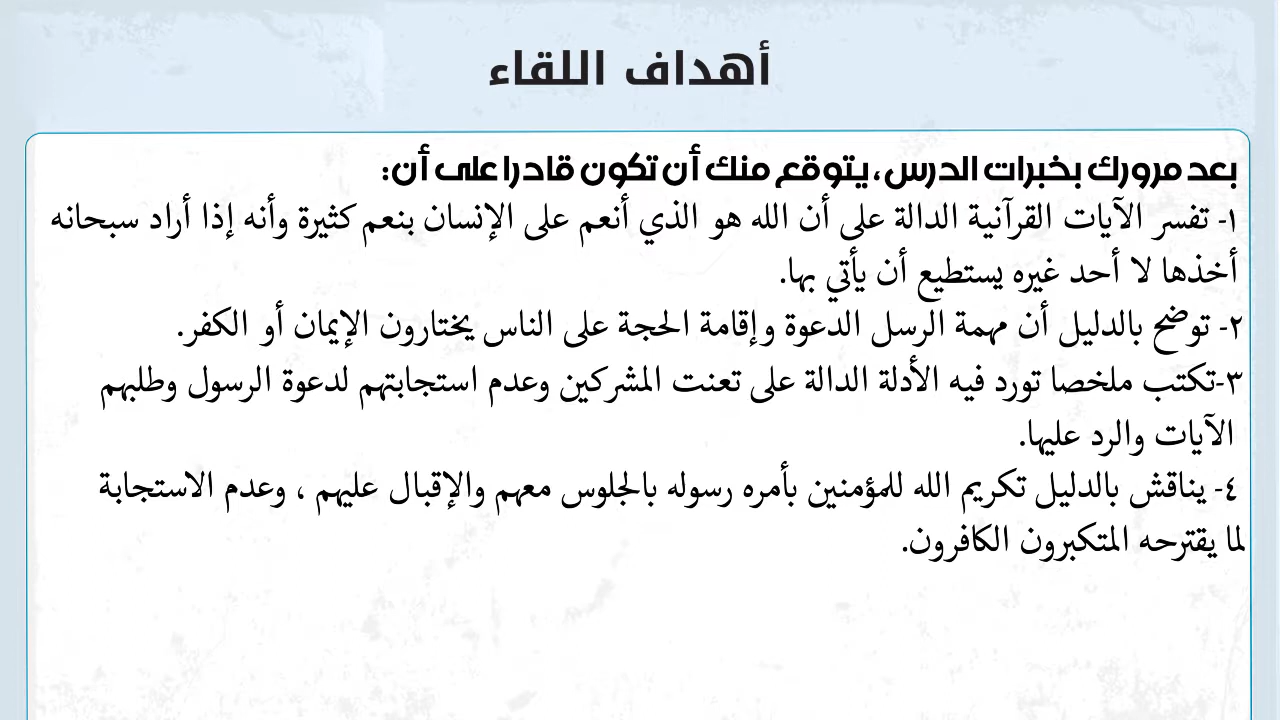 أهداف اللقاء
بعد مرورك بخبرات الدرس، يتوقع منك أن تكون قادرا على أن:
١- تفسر الآيات القرآنية الدالة على أن الله هو الذي أنعم على الإنسان بنعم كثيرة وأنه إذا أراد سبحانه
أخذها لا أحد غيره يستطيع أن يأتي بها.
٢- توضح بالدليل أن مهمة الرسل الدعوة وإقامة الحجة على الناس يختارون الإيمان أو الكفر.
٣-تكتب ملخصا تورد فيه الأدلة الدالة على تعنت المشركين وعدم استجابتهم لدعوة الرسول وطلبهم
الآيات والرد عليها.
٤- يناقش بالدليل تكريم الله للمؤمنين بأمره رسوله بالجلوس معهم والإقبال عليهم ، وعدم الاستجابة
لما يقترحه المتكبرون الكافرون.